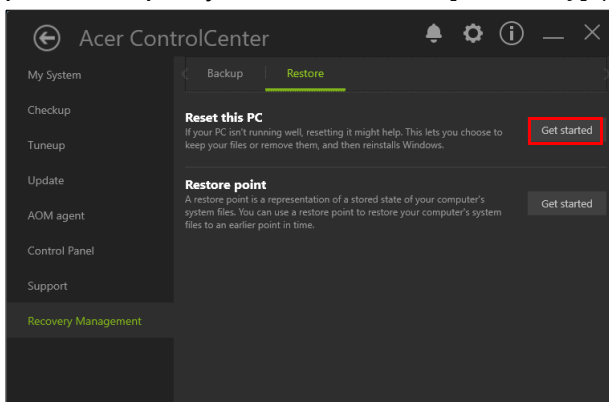 Acer ControlCenter
My System
Checkup
Tuneup
Update
AOM agent
Control Panel
Support
Recovery Management
Backup
Restore
Reset this PC
If your PC isn't running well, resetting it might help. This lets you choose to
keep your files or remove them, and then reinstalls Windows.
Get started
Restore point
A restore point is a representation of a stored state of your computer's
system files. You can use a restore point to restore your computer's system
files to an earlier point in time.
Get started